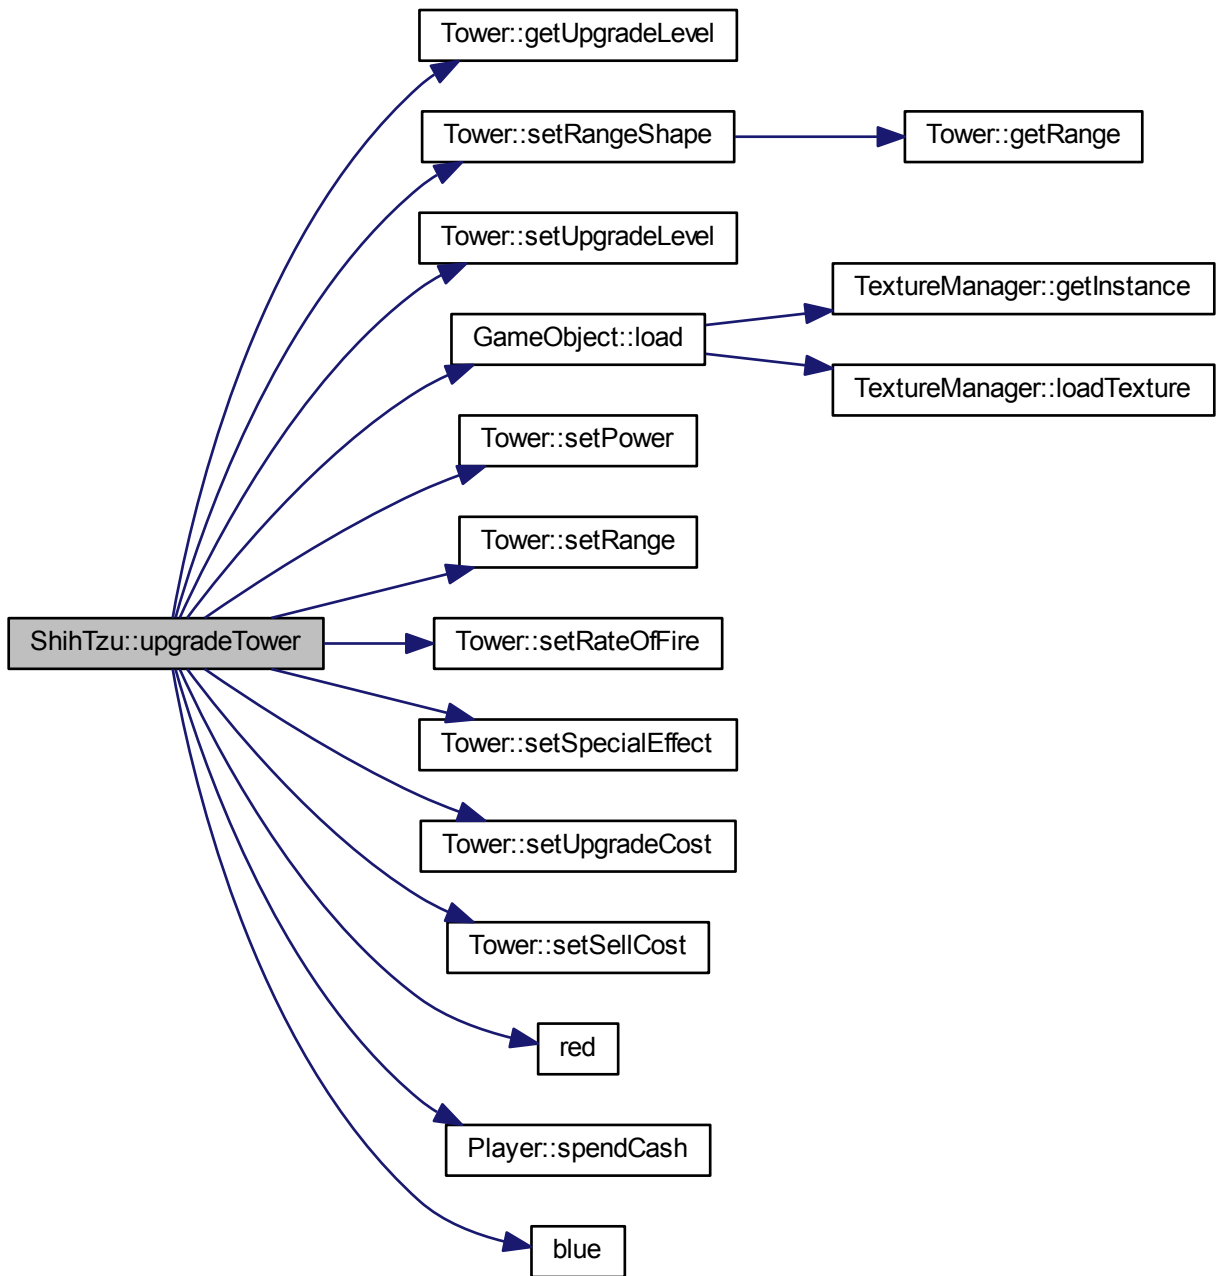 Tower::getUpgradeLevel
Tower::setRangeShape
Tower::getRange
Tower::setUpgradeLevel
TextureManager::getInstance
GameObject::load
TextureManager::loadTexture
Tower::setPower
Tower::setRange
ShihTzu::upgradeTower
Tower::setRateOfFire
Tower::setSpecialEffect
Tower::setUpgradeCost
Tower::setSellCost
red
Player::spendCash
blue